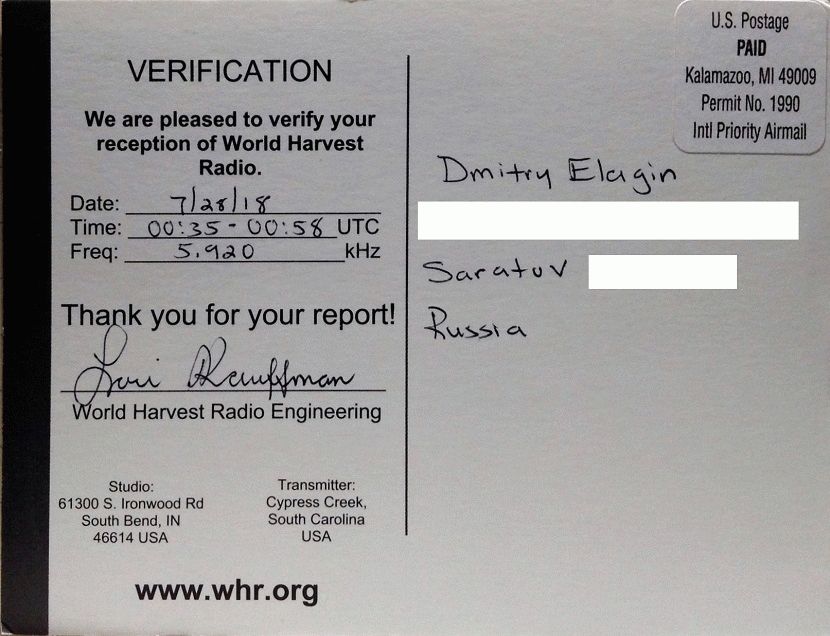 VERIFICATION
We are pleased to verify your
reception of World Harvest
Radio.
Date: 7/28/18
Time: 00:35 - 00:58 UTC
Freq: 5.920 kHz
Thank you for your report!
Lori Kauffman
World Harvest Radio Engineering
Studio:
61300 S. Ironwood Rd
South Bend, IN
46614 USA
Transmitter:
Cypress Creek,
South Carolina
USA
www.whr.org
U.S. Postage
PAID
Kalamazoo, MI 49009
Permit No. 1990
Intl Priority Airmail
Dmitry Elagin
Saratov
Russia